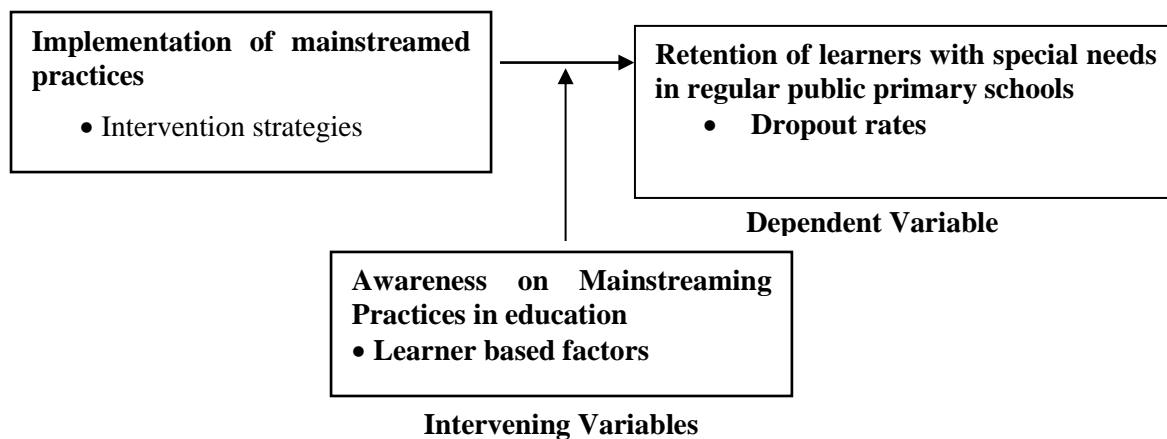 Implementation of mainstreamed
practices
• Intervention strategies
Retention of learners with special needs
in regular public primary schools
• Dropout rates
Dependent Variable
Awareness on Mainstreaming
Practices in education
• Learner based factors
Intervening Variables